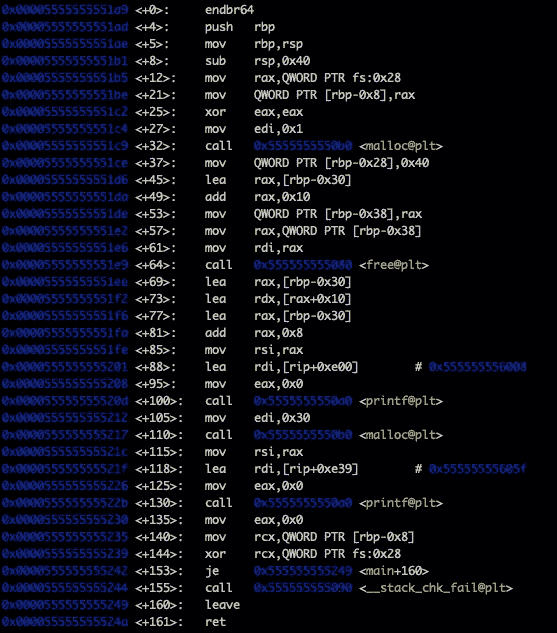 0x00005555555551a9 <+0>: endbr64
0x00005555555551ad <+4>: push rbp
0x00005555555551ae <+5>: mov rbp,rsp
0x00005555555551b1 <+8>: sub rsp,0x40
0x00005555555551b5 <+12>: mov rax,QWORD PTR fs:0x28
0x00005555555551be <+21>: mov QWORD PTR [rbp-0x8],rax
0x00005555555551c2 <+25>: xor eax,eax
0x00005555555551c4 <+27>: mov edi,0x1
0x00005555555551c9 <+32>: call 0x5555555550b0 <malloc@plt>
0x00005555555551ce <+37>: mov QWORD PTR [rbp-0x28],0x40
0x00005555555551d6 <+45>: lea rax,[rbp-0x30]
0x00005555555551da <+49>: add rax,0x10
0x00005555555551de <+53>: mov QWORD PTR [rbp-0x38],rax
0x00005555555551e2 <+57>: mov rax,QWORD PTR [rbp-0x38]
0x00005555555551e6 <+61>: mov rdi,rax
0x00005555555551e9 <+64>: call 0x555555555080 <free@plt>
0x00005555555551ee <+69>: lea rax,[rbp-0x30]
0x00005555555551f2 <+73>: lea rdx,[rax+0x10]
0x00005555555551f6 <+77>: lea rax,[rbp-0x30]
0x00005555555551fa <+81>: add rax,0x8
0x00005555555551fe <+85>: mov rsi,rax
0x0000555555555201 <+88>: lea rdi,[rip+0xe00] # 0x555555556008
0x0000555555555208 <+95>: mov eax,0x0
0x000055555555520d <+100>: call 0x5555555550a0 <printf@plt>
0x0000555555555212 <+105>: mov edi,0x30
0x0000555555555217 <+110>: call 0x5555555550b0 <malloc@plt>
0x000055555555521c <+115>: mov rsi,rax
0x000055555555521f <+118>: lea rdi,[rip+0xe39] # 0x55555555605f
0x0000555555555226 <+125>: mov eax,0x0
0x000055555555522b <+130>: call 0x5555555550a0 <printf@plt>
0x0000555555555230 <+135>: mov eax,0x0
0x0000555555555235 <+140>: mov rcx,QWORD PTR [rbp-0x8]
0x0000555555555239 <+144>: xor rcx,QWORD PTR fs:0x28
0x0000555555555242 <+153>: je 0x555555555249 <main+160>
0x0000555555555244 <+155>: call 0x555555555090 <__stack_chk_fail@plt>
0x0000555555555249 <+160>: leave
0x000055555555524a <+161>: ret